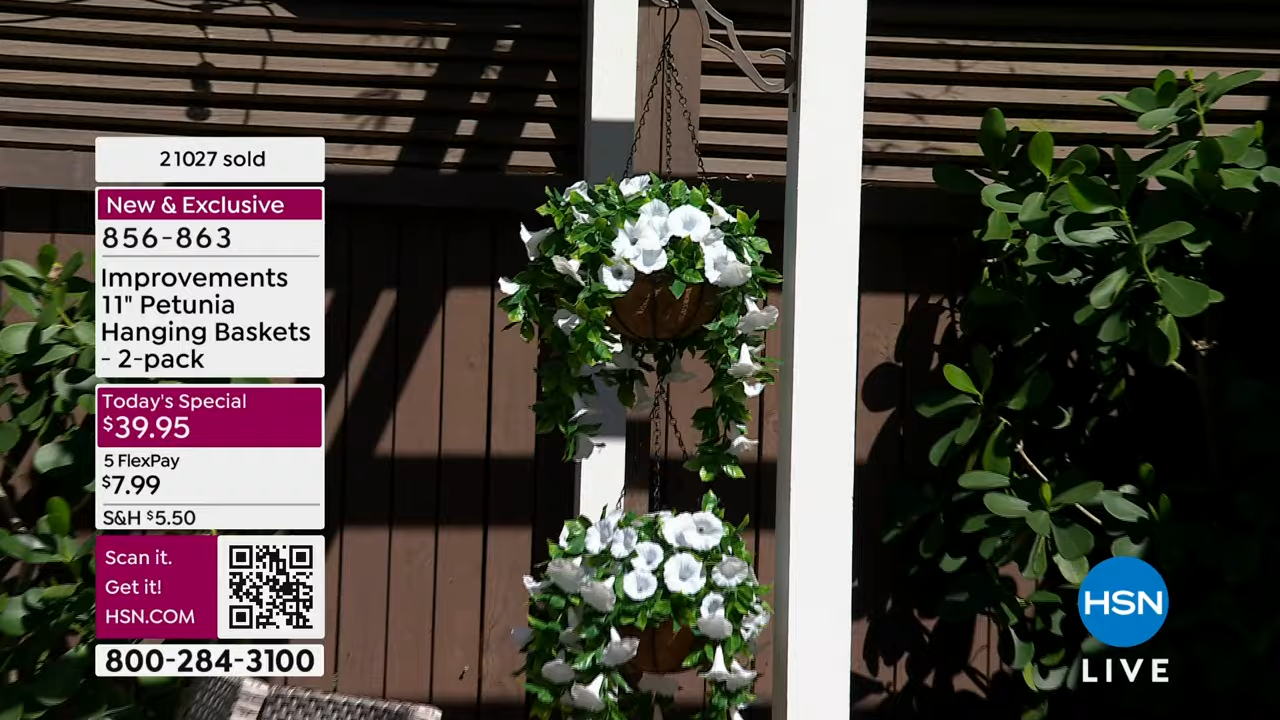 21027 sold
New & Exclusive
856-863
Improvements
11" Petunia
Hanging Baskets
- 2-pack
Today's Special
$39.95
5 FlexPay
$7.99
S&H $5.50
Scan it.
Get it!
HSN.COM
800-284-3100
HSN
LIVE